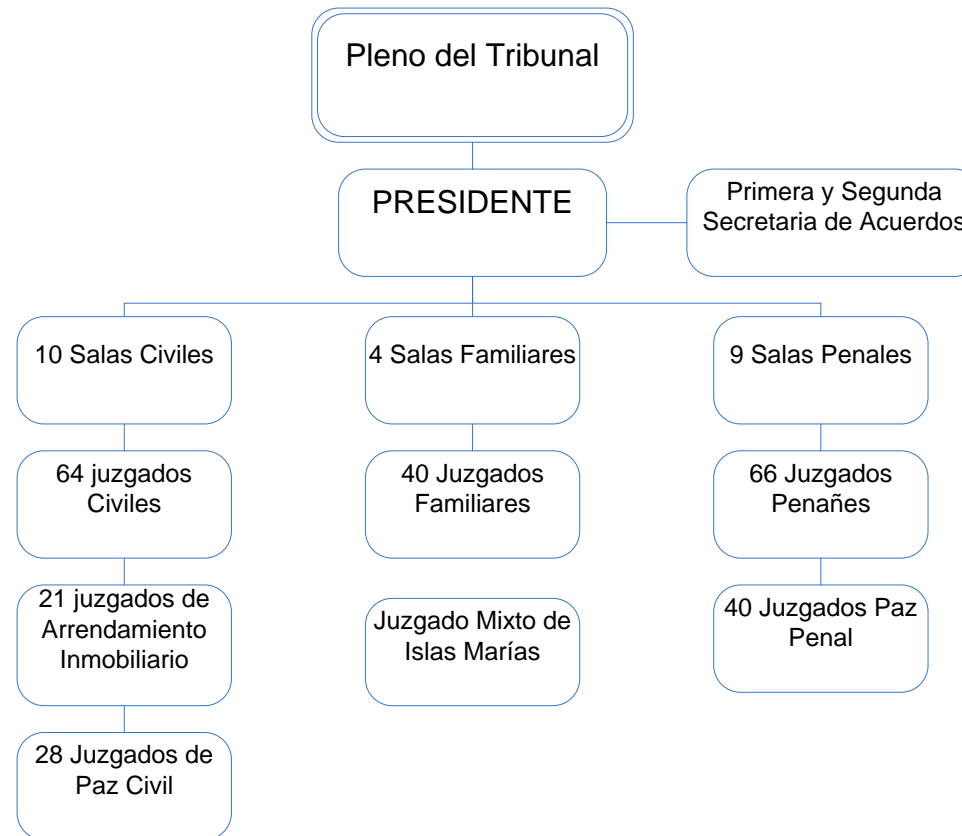 Pleno del Tribunal
PRESIDENTE
Primera y Segunda
Secretaria de Acuerdos
10 Salas Civiles
4 Salas Familiares
9 Salas Penales
64 juzgados
Civiles
40 Juzgados
Familiares
66 Juzgados
Penañes
21 juzgados de
Arrendamiento
Inmobiliario
Juzgado Mixto de
Islas Marías
40 Juzgados Paz
Penal
28 Juzgados de
Paz Civil